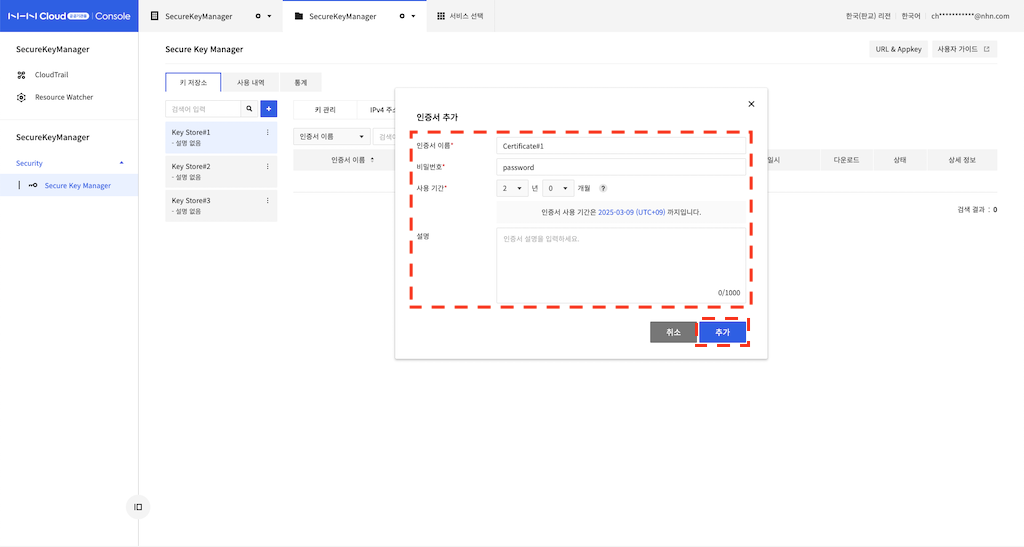 NHN Cloud 공공기관용 Console
SecureKeyManager
SecureKeyManager
서비스 선택
한국(판교) 리전
한국어
ch***********@nhn.com
SecureKeyManager
CloudTrail
Resource Watcher
SecureKeyManager
Security
Secure Key Manager
Secure Key Manager
URL & Appkey
사용자 가이드
키 저장소
사용 내역
통계
검색어 입력
+
Key Store#1
- 설명 없음
Key Store#2
- 설명 없음
Key Store#3
- 설명 없음
키 관리
IPv4 주소
인증서 이름
검색어
인증서 이름
일시
다운로드
상태
상세 정보
검색 결과 : 0
인증서 추가
인증서 이름*
Certificate#1
비밀번호*
password
사용 기간*
2 년 0 개월 ?
인증서 사용 기간은 2025-03-09 (UTC+09) 까지입니다.
설명
인증서 설명을 입력하세요.
0/1000
취소
추가